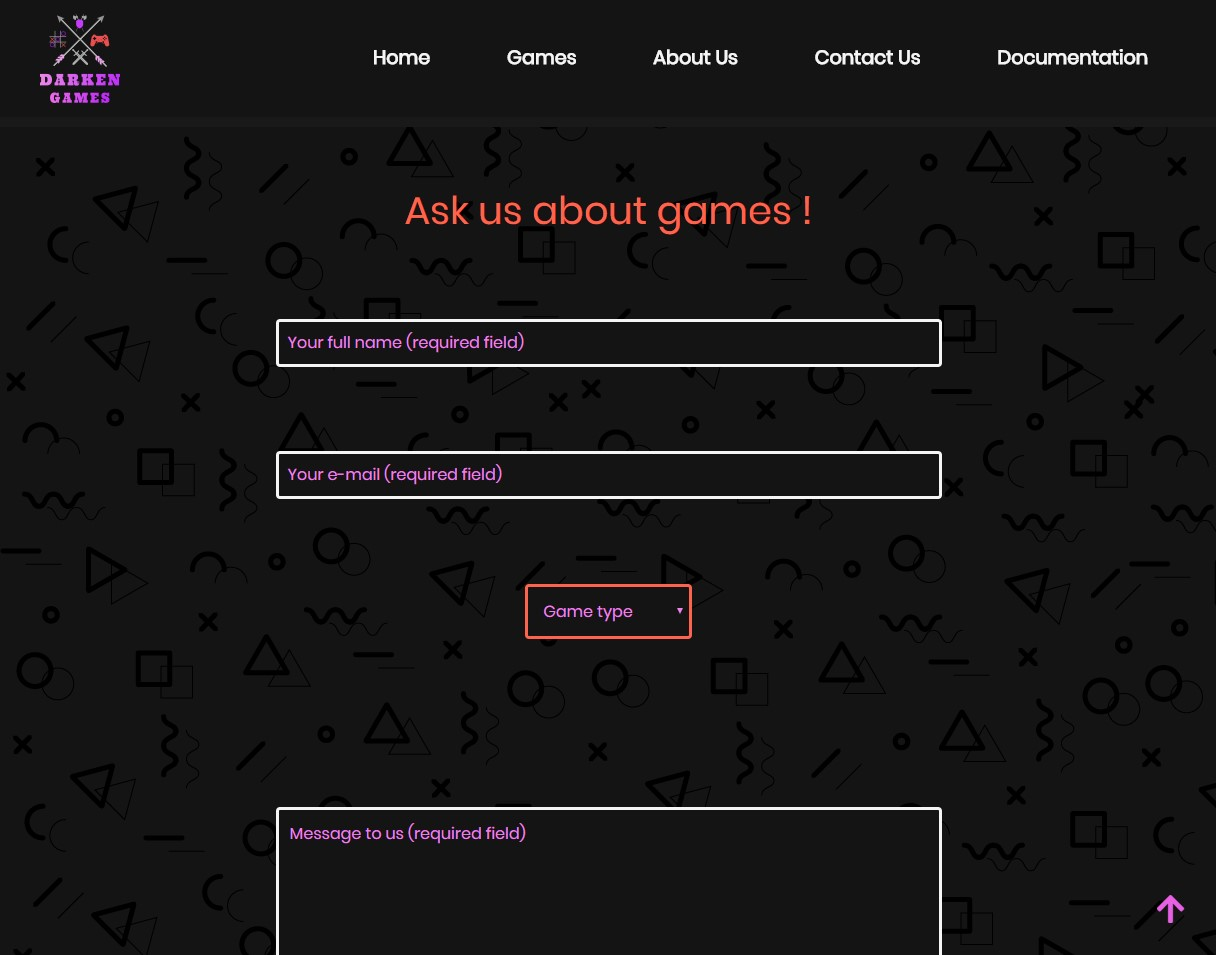 DARKEN
GAMES
Home Games About Us Contact Us Documentation
Ask us about games !
Your full name (required field)
Your e-mail (required field)
Game type
Message to us (required field)